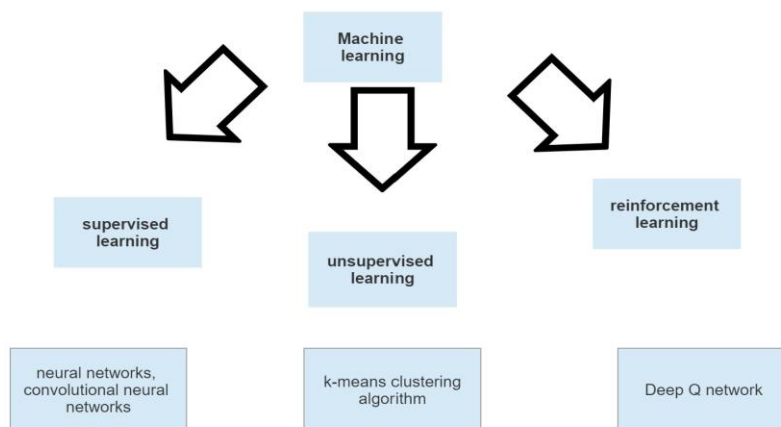 Machine
learning
supervised
learning
unsupervised
learning
reinforcement
learning
neural networks,
convolutional neural
networks
k-means clustering
algorithm
Deep Q network